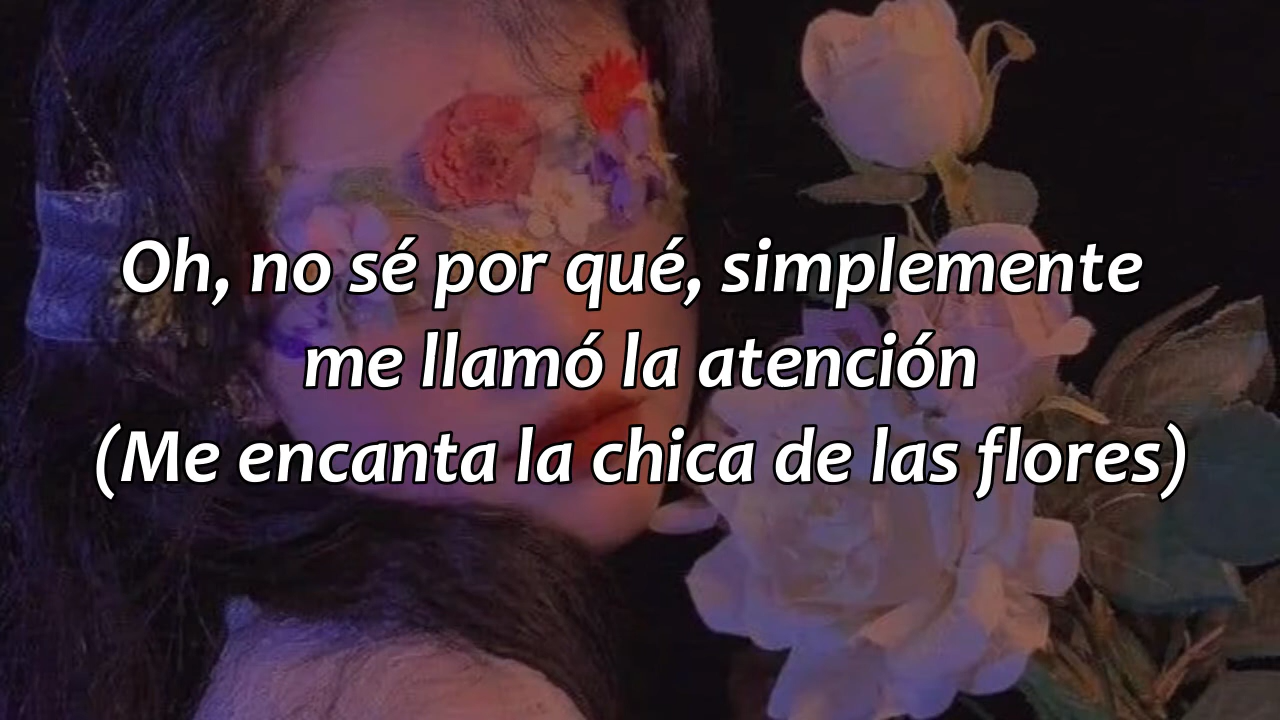 Oh, no sé por qué, simplemente
me llamó la atención
(Me encanta la chica de las flores)